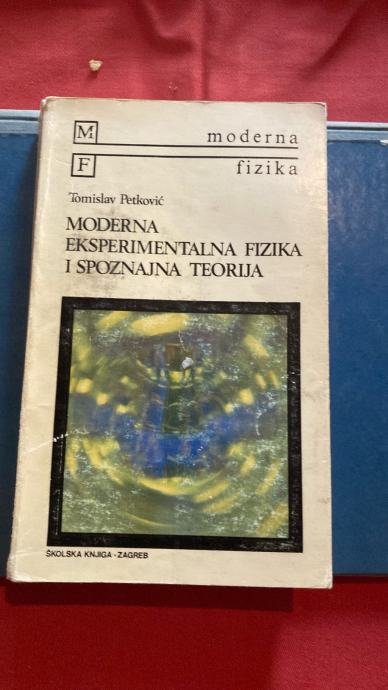 M moderna
F fizika
Tomislav Petković
MODERNA
EKSPERIMENTALNA FIZIKA
I SPOZNAJNA TEORIJA
ŠKOLSKA KNJIGA · ZAGREB